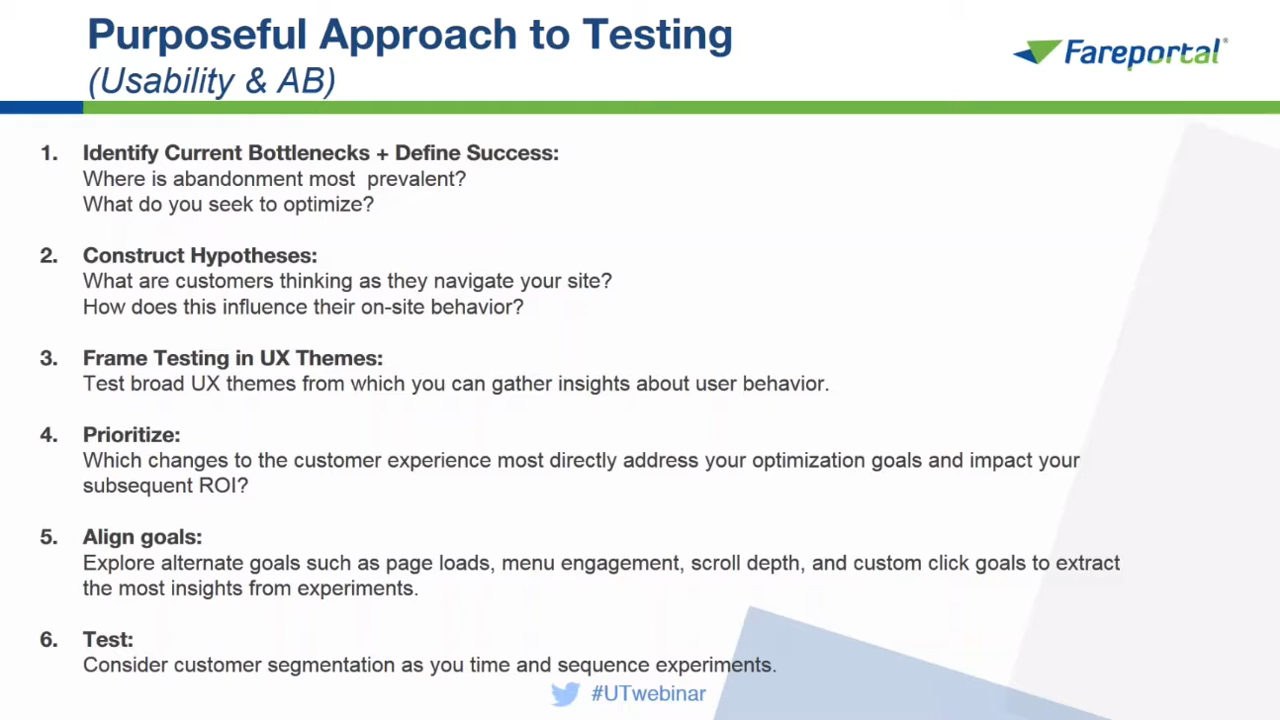 Purposeful Approach to Testing
(Usability & AB)
Fareportal®
1. Identify Current Bottlenecks + Define Success:
Where is abandonment most prevalent?
What do you seek to optimize?
2. Construct Hypotheses:
What are customers thinking as they navigate your site?
How does this influence their on-site behavior?
3. Frame Testing in UX Themes:
Test broad UX themes from which you can gather insights about user behavior.
4. Prioritize:
Which changes to the customer experience most directly address your optimization goals and impact your
subsequent ROI?
5. Align goals:
Explore alternate goals such as page loads, menu engagement, scroll depth, and custom click goals to extract
the most insights from experiments.
6. Test:
Consider customer segmentation as you time and sequence experiments.
#UTwebinar